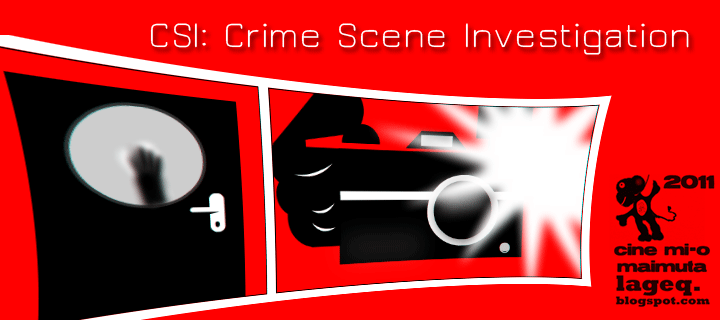 CSI: Crime Scene Investigation
2011
cine mi-o
maimuta
lageq.
blogspot.com